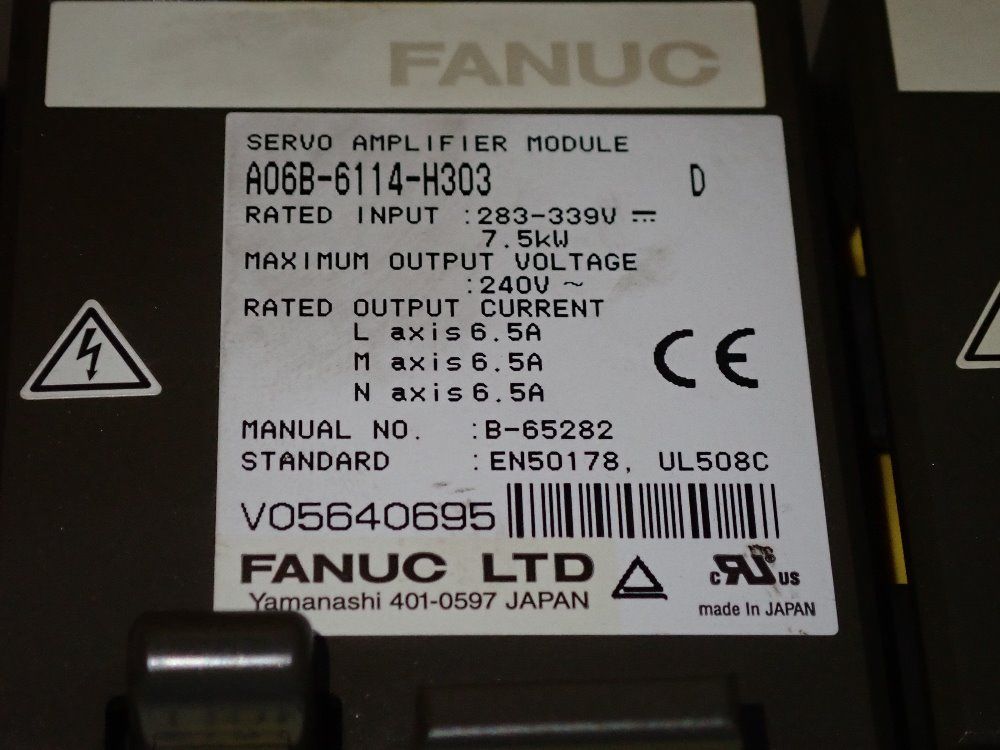 FANUC
SERVO AMPLIFIER MODULE
A06B-6114-H303 D
RATED INPUT :283-339V ⎓
7.5kW
MAXIMUM OUTPUT VOLTAGE
:240V ~
RATED OUTPUT CURRENT
L axis 6.5A
M axis 6.5A
N axis 6.5A
CE
MANUAL NO. :B-65282
STANDARD :EN50178, UL508C
V05640695
FANUC LTD
Yamanashi 401-0597 JAPAN
c RU US
made in JAPAN